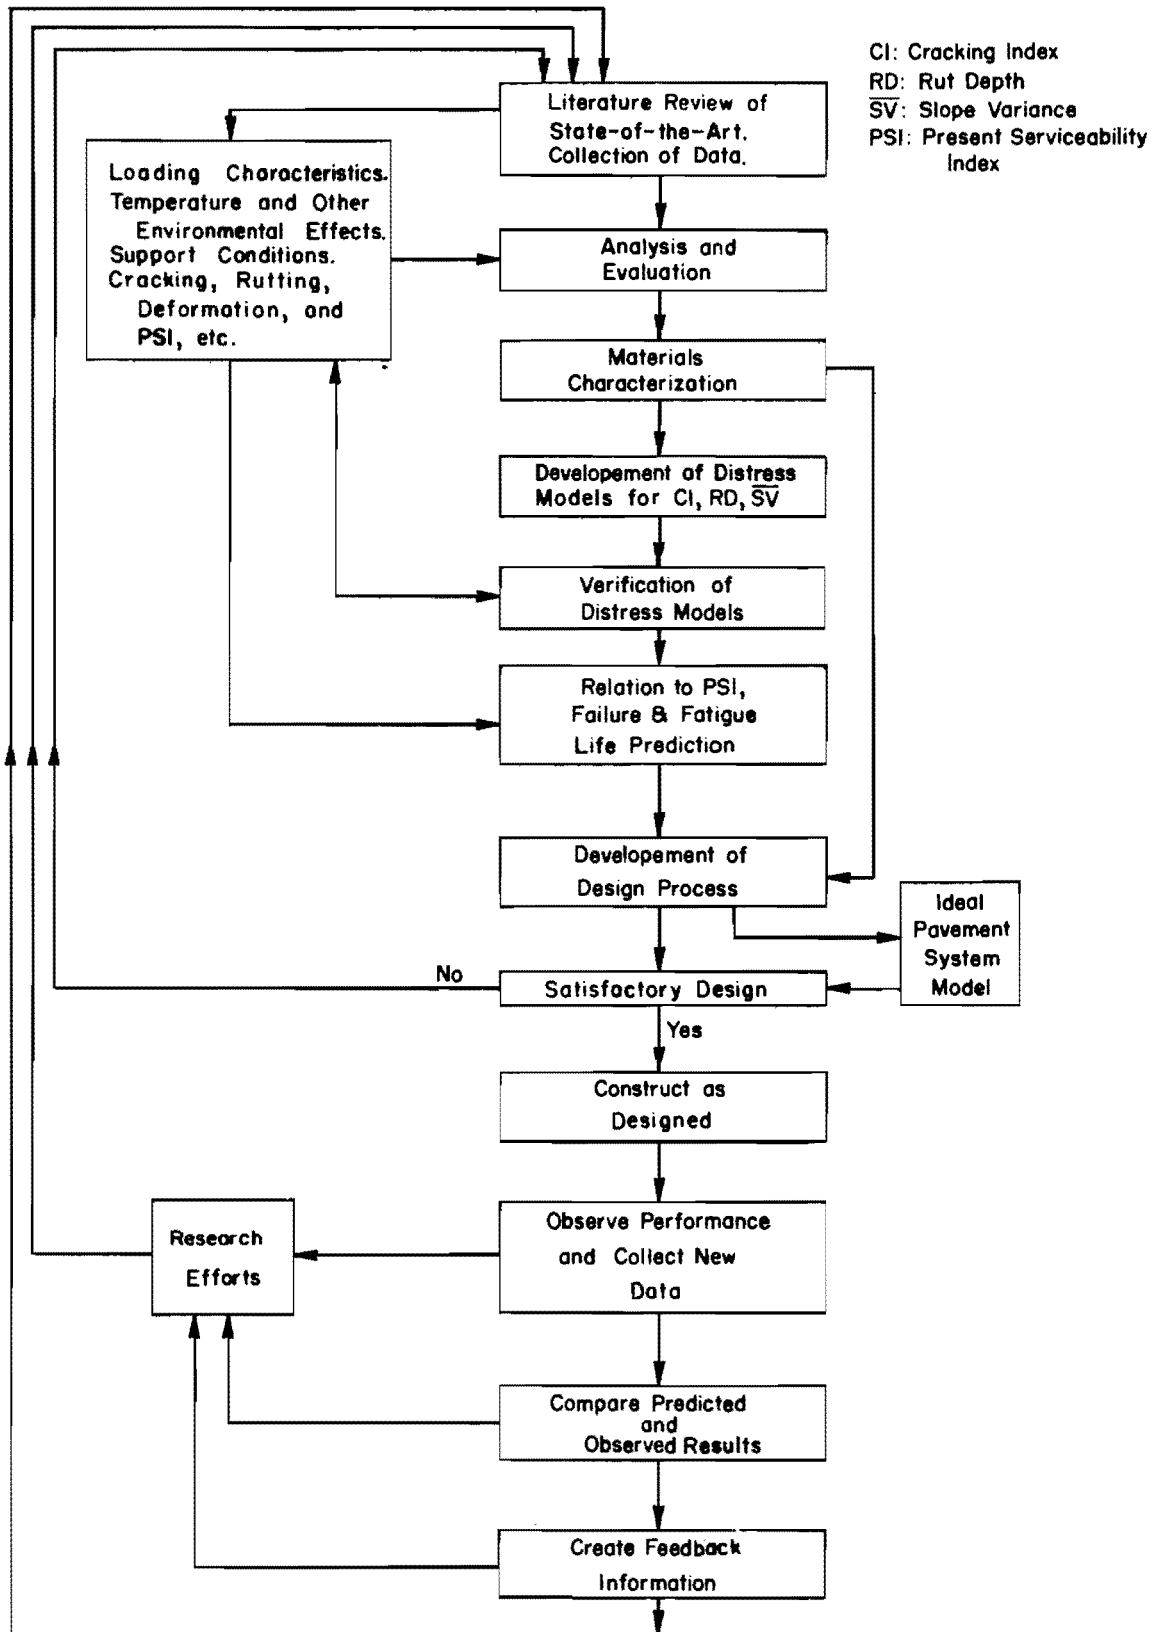 CI: Cracking Index
RD: Rut Depth
S̅V̅: Slope Variance
PSI: Present Serviceability
Index
Literature Review of
State-of-the-Art.
Collection of Data.
Loading Characteristics.
Temperature and Other
Environmental Effects.
Support Conditions.
Cracking, Rutting,
Deformation, and
PSI, etc.
Analysis and
Evaluation
Materials
Characterization
Developement of Distress
Models for CI, RD, S̅V̅
Verification of
Distress Models
Relation to PSI,
Failure & Fatigue
Life Prediction
Developement of
Design Process
Ideal
Pavement
System
Model
No
Satisfactory Design
Yes
Construct as
Designed
Observe Performance
and Collect New
Data
Research
Efforts
Compare Predicted
and
Observed Results
Create Feedback
Information